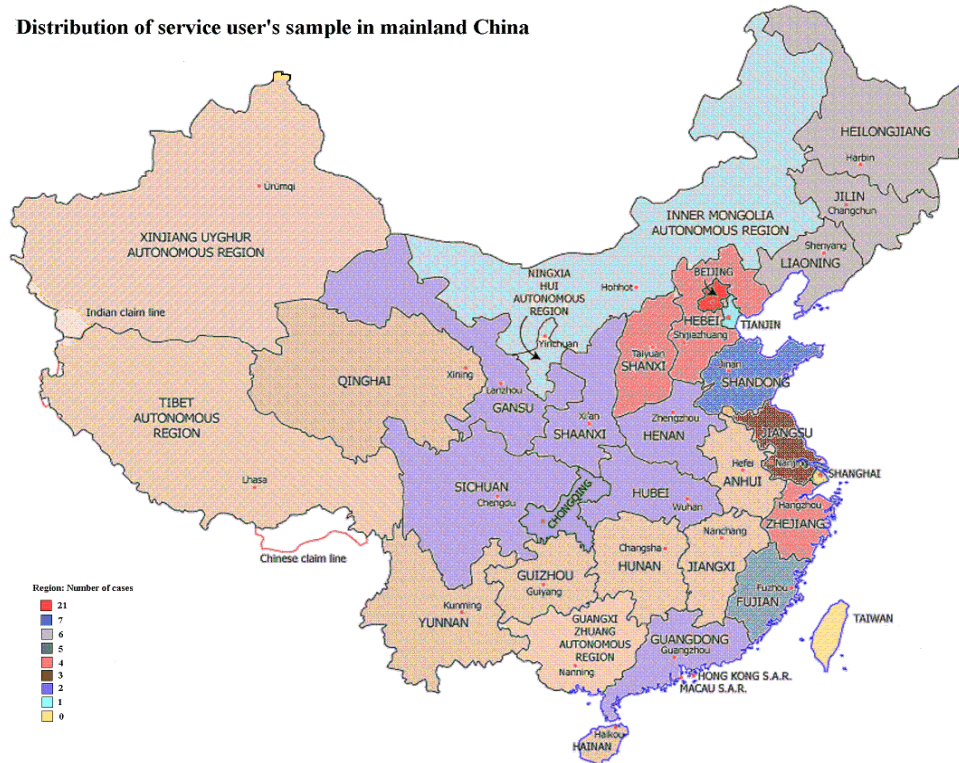 Distribution of service user's sample in mainland China
HEILONGJIANG
Harbin
JILIN
Changchun
Urumqi
INNER MONGOLIA
AUTONOMOUS REGION
Shenyang
LIAONING
XINJIANG UYGHUR
AUTONOMOUS REGION
BEIJING
NINGXIA
HUI
AUTONOMOUS
REGION
Hohhot
Indian claim line
HEBEI
TIANJIN
Yinchuan
Shijiazhuang
Taiyuan
SHANXI
Jinan
SHANDONG
QINGHAI
Xining
Lanzhou
GANSU
TIBET
AUTONOMOUS
REGION
Xi'an
SHAANXI
Zhengzhou
HENAN
JIANGSU
Nanjing
Hefei
ANHUI
SHANGHAI
Lhasa
SICHUAN
Chengdu
CHONGQING
HUBEI
Wuhan
Hangzhou
ZHEJIANG
Chinese claim line
Nanchang
Changsha
HUNAN
JIANGXI
GUIZHOU
Guiyang
Fuzhou
FUJIAN
Kunming
YUNNAN
GUANGXI
ZHUANG
AUTONOMOUS
REGION
Nanning
GUANGDONG
Guangzhou
TAIWAN
HONG KONG S.A.R.
MACAU S.A.R.
Haikou
HAINAN
Region: Number of cases
21
7
6
5
4
3
2
1
0